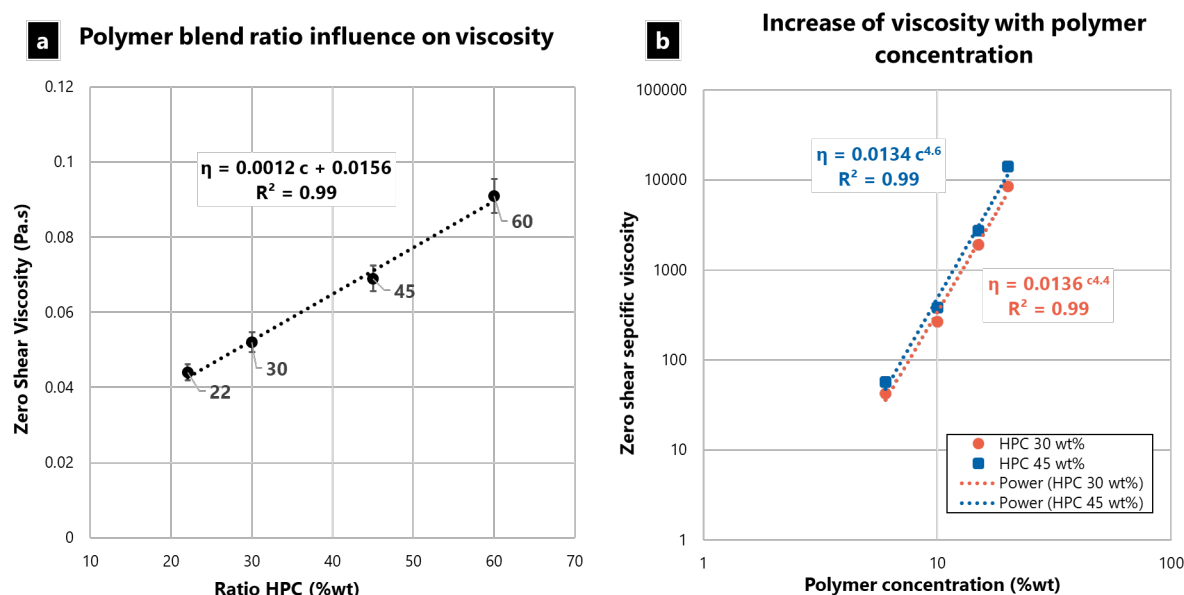 a
Polymer blend ratio influence on viscosity
0.12
0.1
0.08
0.06
0.04
0.02
0
Zero Shear Viscosity (Pa.s)
η = 0.0012 c + 0.0156
R² = 0.99
22
30
45
60
10
20
30
40
50
60
70
Ratio HPC (%wt)
b
Increase of viscosity with polymer
concentration
100000
10000
1000
100
10
1
Zero shear sepcific viscosity
η = 0.0134 c⁴·⁶
R² = 0.99
η = 0.0136 ᶜ⁴·⁴
R² = 0.99
HPC 30 wt%
HPC 45 wt%
Power (HPC 30 wt%)
Power (HPC 45 wt%)
1
10
100
Polymer concentration (%wt)